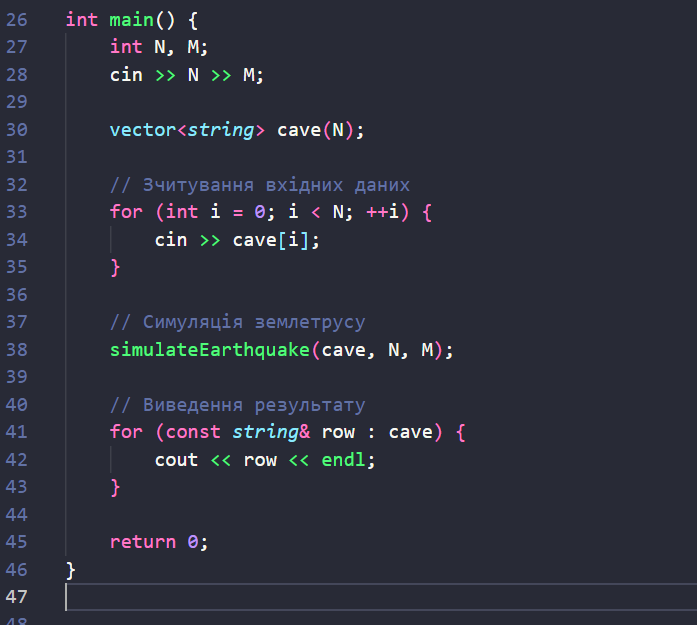 26 int main() {
27     int N, M;
28     cin >> N >> M;
29
30     vector<string> cave(N);
31
32     // Зчитування вхідних даних
33     for (int i = 0; i < N; ++i) {
34         cin >> cave[i];
35     }
36
37     // Симуляція землетрусу
38     simulateEarthquake(cave, N, M);
39
40     // Виведення результату
41     for (const string& row : cave) {
42         cout << row << endl;
43     }
44
45     return 0;
46 }
47
48